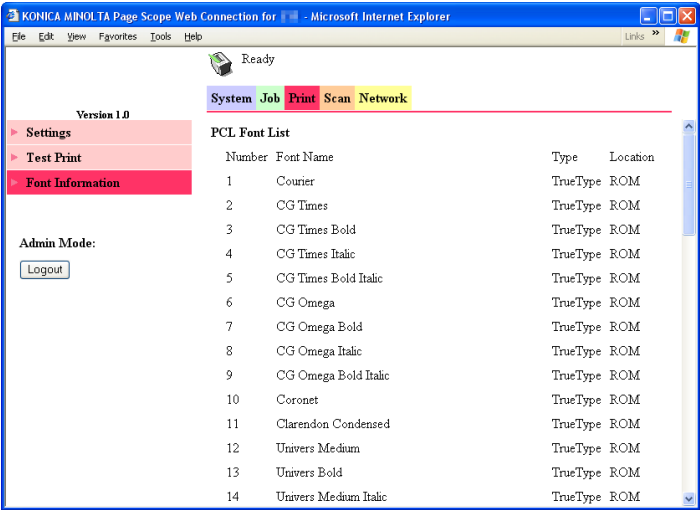 KONICA MINOLTA Page Scope Web Connection for - Microsoft Internet Explorer
File Edit View Favorites Tools Help Links »
Ready
System Job Print Scan Network
Version 1.0
Settings
Test Print
Font Information
Admin Mode:
Logout
PCL Font List
Number Font Name Type Location
1 Courier TrueType ROM
2 CG Times TrueType ROM
3 CG Times Bold TrueType ROM
4 CG Times Italic TrueType ROM
5 CG Times Bold Italic TrueType ROM
6 CG Omega TrueType ROM
7 CG Omega Bold TrueType ROM
8 CG Omega Italic TrueType ROM
9 CG Omega Bold Italic TrueType ROM
10 Coronet TrueType ROM
11 Clarendon Condensed TrueType ROM
12 Univers Medium TrueType ROM
13 Univers Bold TrueType ROM
14 Univers Medium Italic TrueType ROM